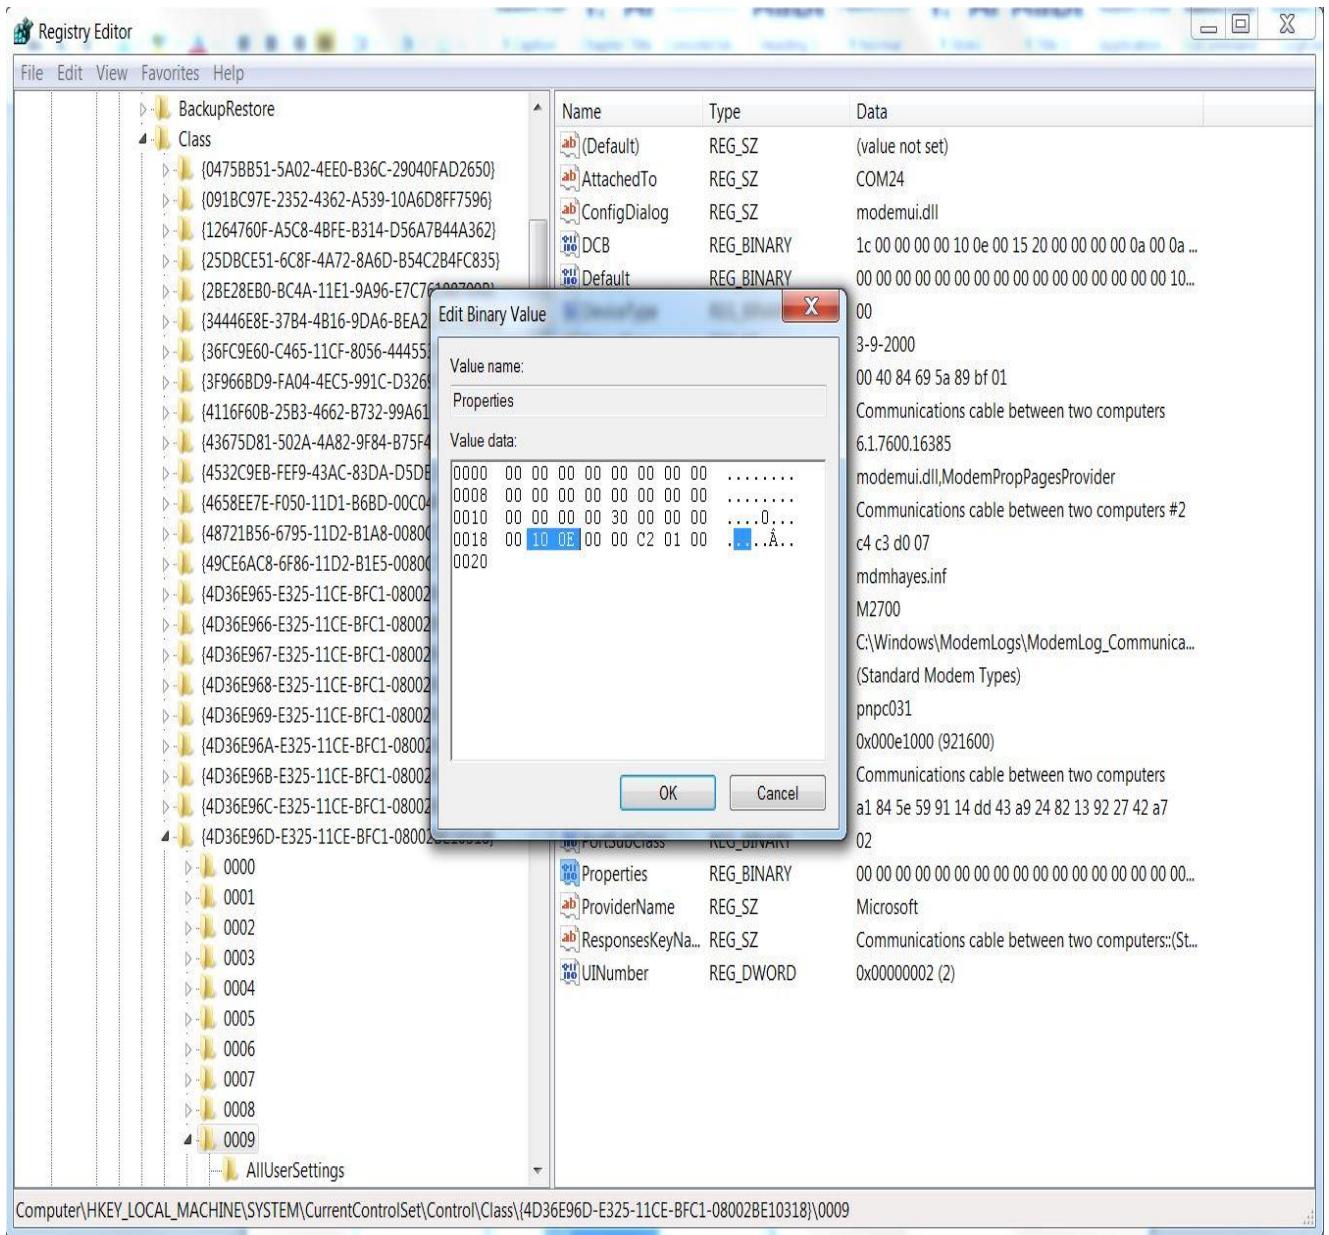 Registry Editor
File Edit View Favorites Help
BackupRestore
Class
{0475BB51-5A02-4EE0-B36C-29040FAD2650}
{091BC97E-2352-4362-A539-10A6D8FF7596}
{1264760F-A5C8-4BFE-B314-D56A7B44A362}
{25DBCE51-6C8F-4A72-8A6D-B54C2B4FC835}
{2BE28EB0-BC4A-11E1-9A96-E7C76
{34446E8E-37B4-4B16-9DA6-BEA2
{36FC9E60-C465-11CF-8056-44455
{3F966BD9-FA04-4EC5-991C-D3269
{4116F60B-25B3-4662-B732-99A61
{43675D81-502A-4A82-9F84-B75F4
{4532C9EB-FEF9-43AC-83DA-D5DE
{4658EE7E-F050-11D1-B6BD-00C04
{48721B56-6795-11D2-B1A8-0080C
{49CE6AC8-6F86-11D2-B1E5-0080C
{4D36E965-E325-11CE-BFC1-08002
{4D36E966-E325-11CE-BFC1-08002
{4D36E967-E325-11CE-BFC1-08002
{4D36E968-E325-11CE-BFC1-08002
{4D36E969-E325-11CE-BFC1-08002
{4D36E96A-E325-11CE-BFC1-08002
{4D36E96B-E325-11CE-BFC1-08002
{4D36E96C-E325-11CE-BFC1-08002
{4D36E96D-E325-11CE-BFC1-08002BE10318}
0000
0001
0002
0003
0004
0005
0006
0007
0008
0009
AllUserSettings
Name Type Data
(Default) REG_SZ (value not set)
AttachedTo REG_SZ COM24
ConfigDialog REG_SZ modemui.dll
DCB REG_BINARY 1c 00 00 00 00 10 0e 00 15 20 00 00 00 00 0a 00 0a ...
Default REG_BINARY 00 00 00 00 00 00 00 00 00 00 00 00 00 00 00 00 10...
DeviceType 00
3-9-2000
00 40 84 69 5a 89 bf 01
Communications cable between two computers
6.1.7600.16385
modemui.dll,ModemPropPagesProvider
Communications cable between two computers #2
c4 c3 d0 07
mdmhayes.inf
M2700
C:\Windows\ModemLogs\ModemLog_Communica...
(Standard Modem Types)
pnpc031
0x000e1000 (921600)
Communications cable between two computers
a1 84 5e 59 91 14 dd 43 a9 24 82 13 92 27 42 a7
PortSubClass REG_BINARY 02
Properties REG_BINARY 00 00 00 00 00 00 00 00 00 00 00 00 00 00 00 00 00...
ProviderName REG_SZ Microsoft
ResponsesKeyNa... REG_SZ Communications cable between two computers::(St...
UINumber REG_DWORD 0x00000002 (2)
Edit Binary Value
Value name:
Properties
Value data:
0000 00 00 00 00 00 00 00 00 ........
0008 00 00 00 00 00 00 00 00 ........
0010 00 00 00 00 30 00 00 00 ....0...
0018 00 10 0E 00 00 C2 01 00 .....Â..
0020
OK Cancel
Computer\HKEY_LOCAL_MACHINE\SYSTEM\CurrentControlSet\Control\Class\{4D36E96D-E325-11CE-BFC1-08002BE10318}\0009